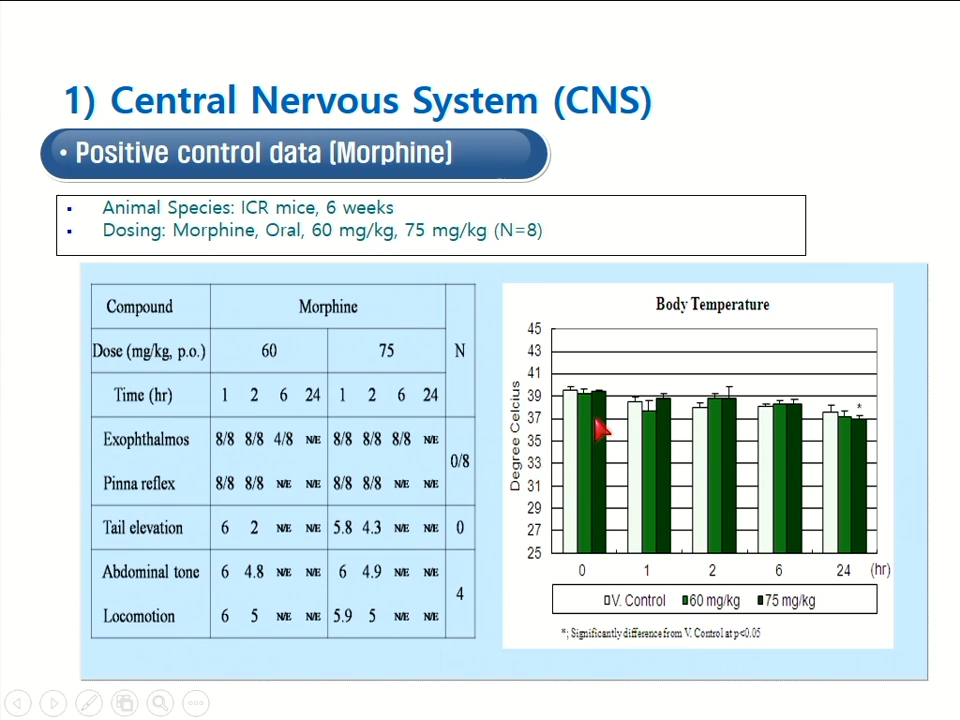 1) Central Nervous System (CNS)
• Positive control data (Morphine)
▪ Animal Species: ICR mice, 6 weeks
▪ Dosing: Morphine, Oral, 60 mg/kg, 75 mg/kg (N=8)
Compound Morphine N
Dose (mg/kg, p.o.) 60 75
Time (hr) 1 2 6 24 1 2 6 24
Exophthalmos 8/8 8/8 4/8 N/E 8/8 8/8 8/8 N/E 0/8
Pinna reflex 8/8 8/8 N/E N/E 8/8 8/8 N/E N/E
Tail elevation 6 2 N/E N/E 5.8 4.3 N/E N/E 0
Abdominal tone 6 4.8 N/E N/E 6 4.9 N/E N/E 4
Locomotion 6 5 N/E N/E 5.9 5 N/E N/E
Body Temperature
Degree Celcius
45
43
41
39
37
35
33
31
29
27
25
*
0 1 2 6 24 (hr)
V. Control 60 mg/kg 75 mg/kg
*; Significantly difference from V. Control at p<0.05